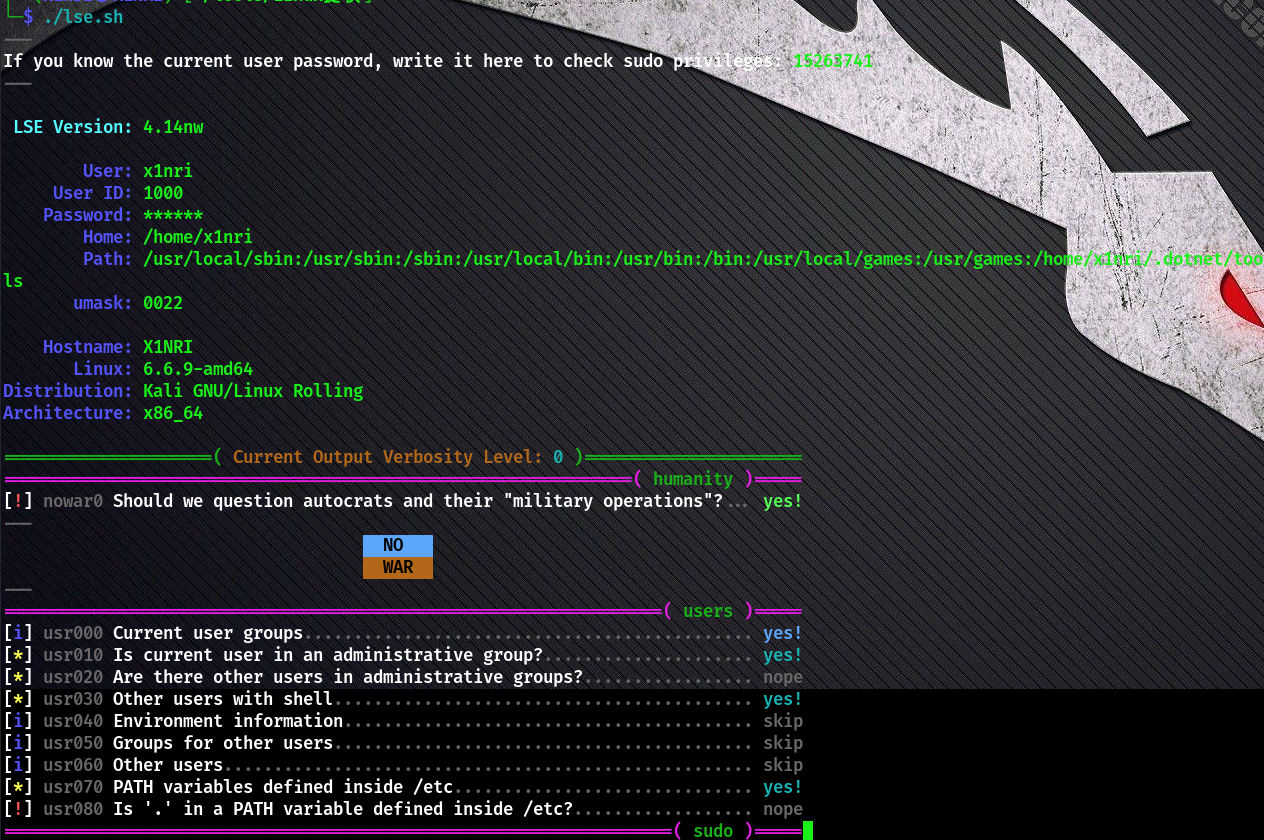 $ ./lse.sh
If you know the current user password, write it here to check sudo privileges: 15263741
LSE Version: 4.14nw
User: x1nri
User ID: 1000
Password: ******
Home: /home/x1nri
Path: /usr/local/sbin:/usr/sbin:/sbin:/usr/local/bin:/usr/bin:/bin:/usr/local/games:/usr/games:/home/x1nri/.dotnet/too
ls
umask: 0022
Hostname: X1NRI
Linux: 6.6.9-amd64
Distribution: Kali GNU/Linux Rolling
Architecture: x86_64
=====================( Current Output Verbosity Level: 0 )======================
===============================================================( humanity )=====
[!] nowar0 Should we question autocrats and their "military operations"?... yes!
---
NO
WAR
---
==================================================================( users )=====
[i] usr000 Current user groups............................................. yes!
[*] usr010 Is current user in an administrative group?..................... yes!
[*] usr020 Are there other users in administrative groups?................. nope
[*] usr030 Other users with shell.......................................... yes!
[i] usr040 Environment information......................................... skip
[i] usr050 Groups for other users.......................................... skip
[i] usr060 Other users..................................................... skip
[*] usr070 PATH variables defined inside /etc.............................. yes!
[!] usr080 Is '.' in a PATH variable defined inside /etc?.................. nope
===================================================================( sudo )=====